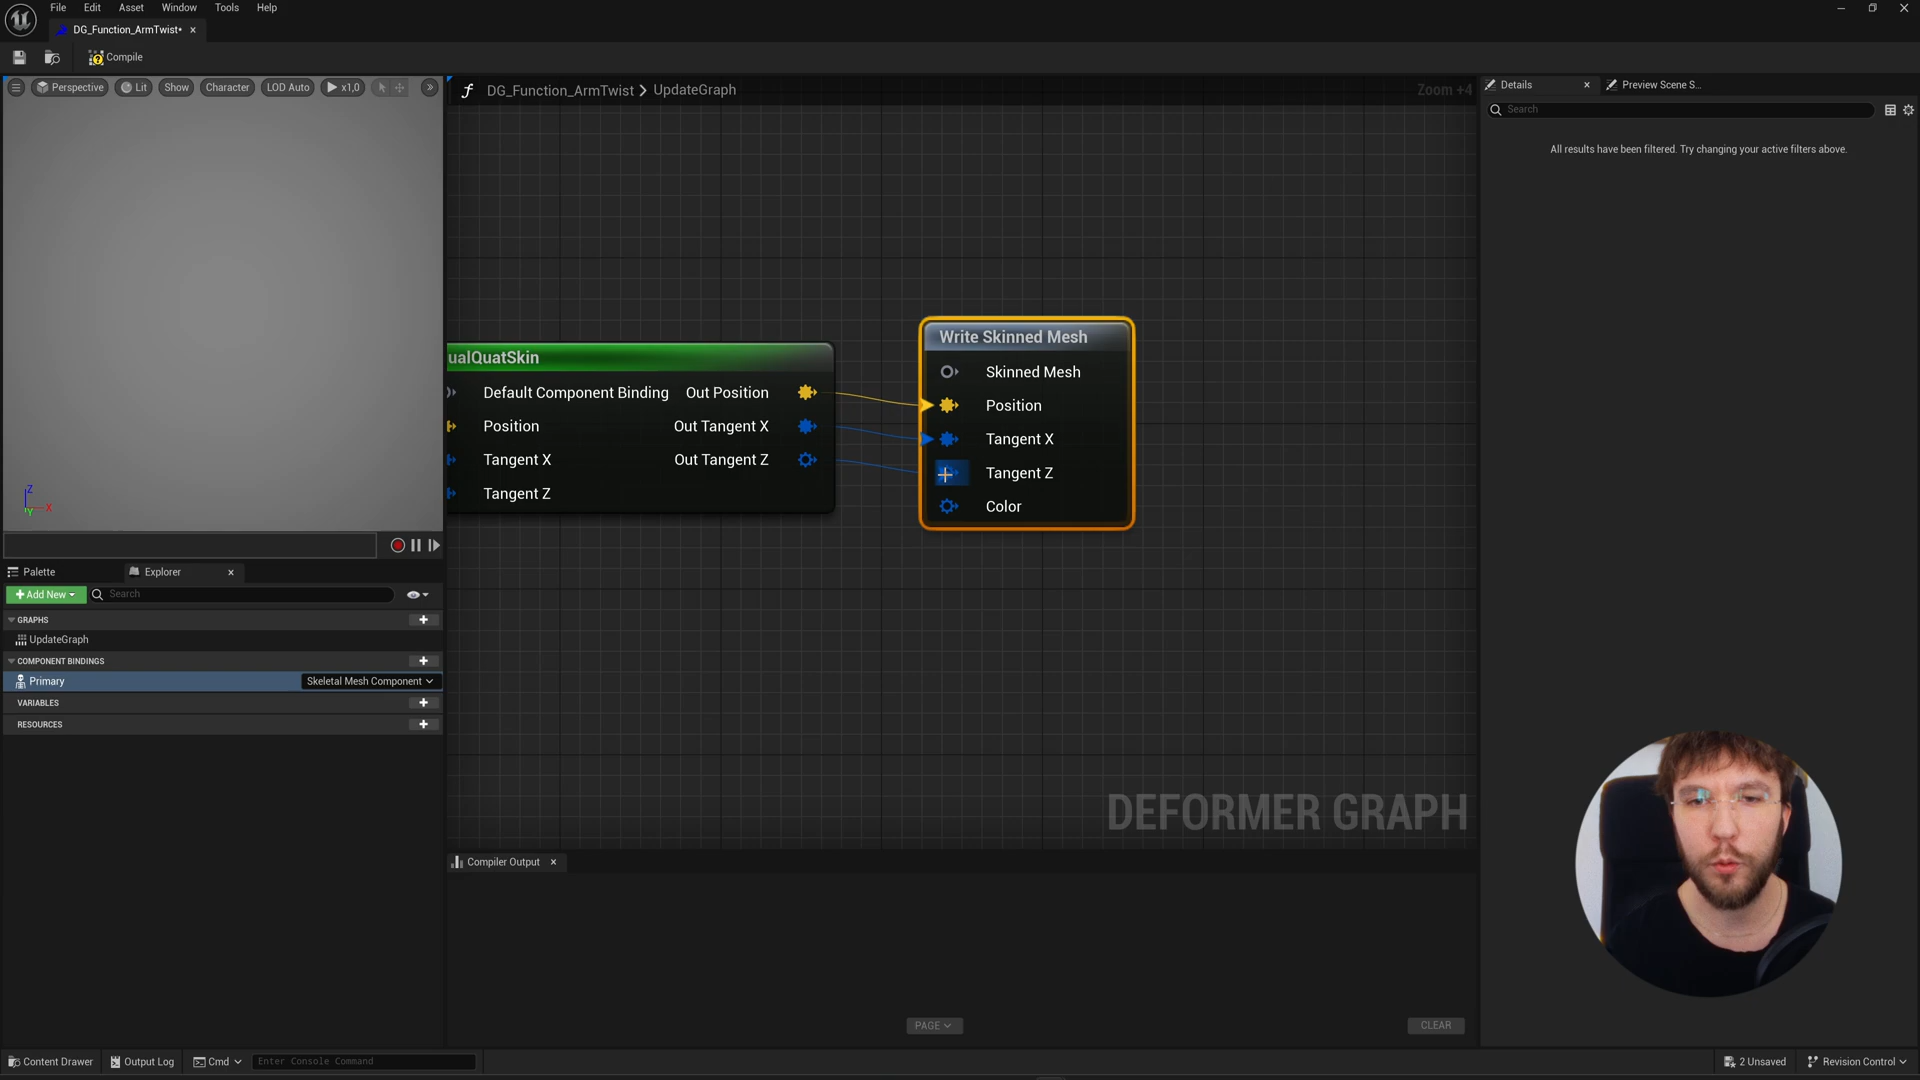 File Edit Asset Window Tools Help
DG_Function_ArmTwist•
Compile
Perspective Lit Show Character LOD Auto x1,0
DG_Function_ArmTwist > UpdateGraph
Zoom +4
Details
Preview Scene S...
Search
All results have been filtered. Try changing your active filters above.
ualQuatSkin
Default Component Binding Out Position
Position Out Tangent X
Tangent X Out Tangent Z
Tangent Z
Write Skinned Mesh
Skinned Mesh
Position
Tangent X
Tangent Z
Color
Z
X
Y
Palette
Explorer
Add New
Search
GRAPHS
UpdateGraph
COMPONENT BINDINGS
Primary Skeletal Mesh Component
VARIABLES
RESOURCES
DEFORMER GRAPH
Compiler Output
PAGE
CLEAR
Content Drawer Output Log Cmd Enter Console Command
2 Unsaved Revision Control